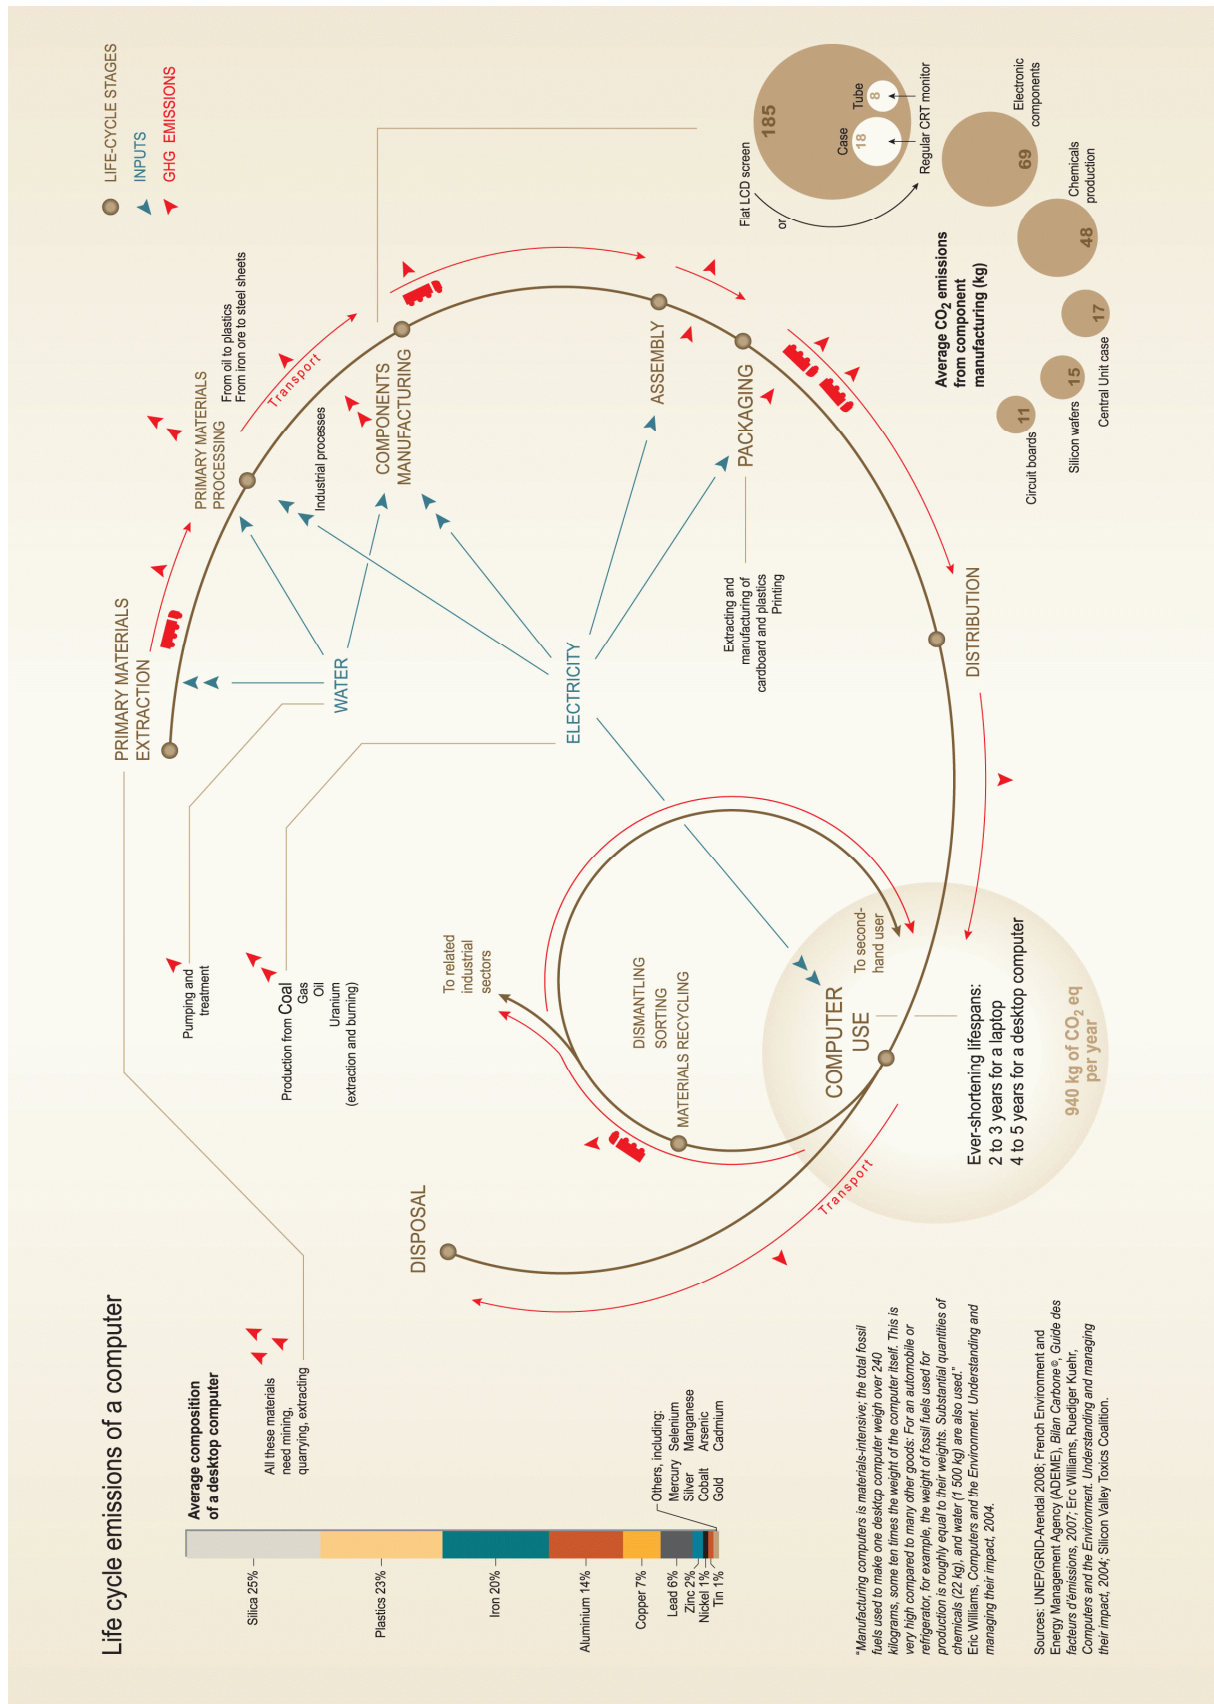 Life cycle emissions of a computer
LIFE-CYCLE STAGES
INPUTS
GHG EMISSIONS
Average composition
of a desktop computer
Silica 25%
Plastics 23%
Iron 20%
Aluminium 14%
Copper 7%
Lead 6%
Zinc 2%
Nickel 1%
Tin 1%
Others, including:
Mercury Selenium
Silver Manganese
Cobalt Arsenic
Gold Cadmium
All these materials
need mining,
quarrying, extracting
Pumping and
treatment
Production from Coal
Gas
Oil
Uranium
(extraction and burning)
PRIMARY MATERIALS
EXTRACTION
WATER
ELECTRICITY
PRIMARY MATERIALS
PROCESSING
From oil to plastics
From iron ore to steel sheets
Transport
Industrial processes
COMPONENTS
MANUFACTURING
ASSEMBLY
PACKAGING
Extracting and
manufacturing of
cardboard and plastics
Printing
DISTRIBUTION
COMPUTER
USE
To second-
hand user
Ever-shortening lifespans:
2 to 3 years for a laptop
4 to 5 years for a desktop computer
940 kg of CO2 eq
per year
DISMANTLING
SORTING
MATERIALS RECYCLING
To related
industrial
sectors
Transport
DISPOSAL
Average CO2 emissions
from component
manufacturing (kg)
Flat LCD screen
185
or
Case
18
Tube
8
Regular CRT monitor
69
Electronic
components
48
Chemicals
production
17
Central Unit case
15
Silicon wafers
11
Circuit boards
“Manufacturing computers is materials-intensive; the total fossil
fuels used to make one desktop computer weigh over 240
kilograms, some ten times the weight of the computer itself. This is
very high compared to many other goods: For an automobile or
refrigerator, for example, the weight of fossil fuels used for
production is roughly equal to their weights. Substantial quantities of
chemicals (22 kg), and water (1 500 kg) are also used.”
Eric Williams, Computers and the Environment. Understanding and
managing their impact, 2004.
Sources: UNEP/GRID-Arendal 2008; French Environment and
Energy Management Agency (ADEME), Bilan Carbone©, Guide des
facteurs d'émissions, 2007; Eric Williams, Ruediger Kuehr,
Computers and the Environment. Understanding and managing
their impact, 2004; Silicon Valley Toxics Coalition.